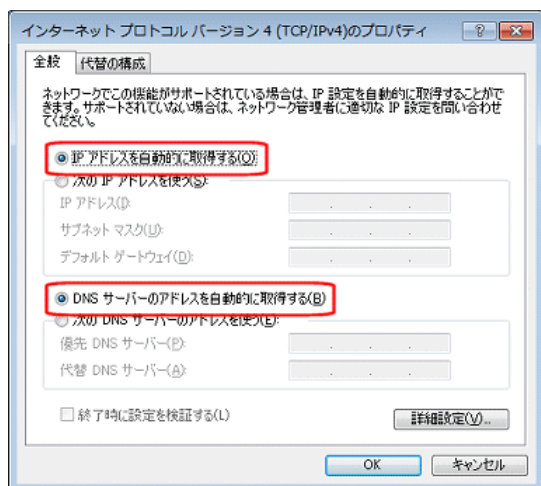 インターネット プロトコル バージョン 4 (TCP/IPv4)のプロパティ
全般
代替の構成
ネットワークでこの機能がサポートされている場合は、IP 設定を自動的に取得することがで
きます。サポートされていない場合は、ネットワーク管理者に適切な IP 設定を問い合わせ
てください。
IP アドレスを自動的に取得する(O)
次の IP アドレスを使う(S):
IP アドレス(I):
サブネット マスク(U):
デフォルト ゲートウェイ(D):
DNS サーバーのアドレスを自動的に取得する(B)
次の DNS サーバーのアドレスを使う(E):
優先 DNS サーバー(P):
代替 DNS サーバー(A):
終了時に設定を検証する(L)
詳細設定(V)...
OK
キャンセル